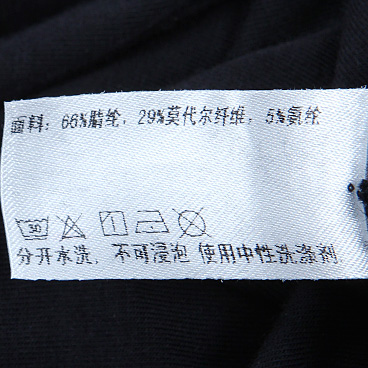 面料：66%腈纶，29%莫代尔纤维，5%氨纶
30
分开水洗，不可浸泡 使用中性洗涤剂